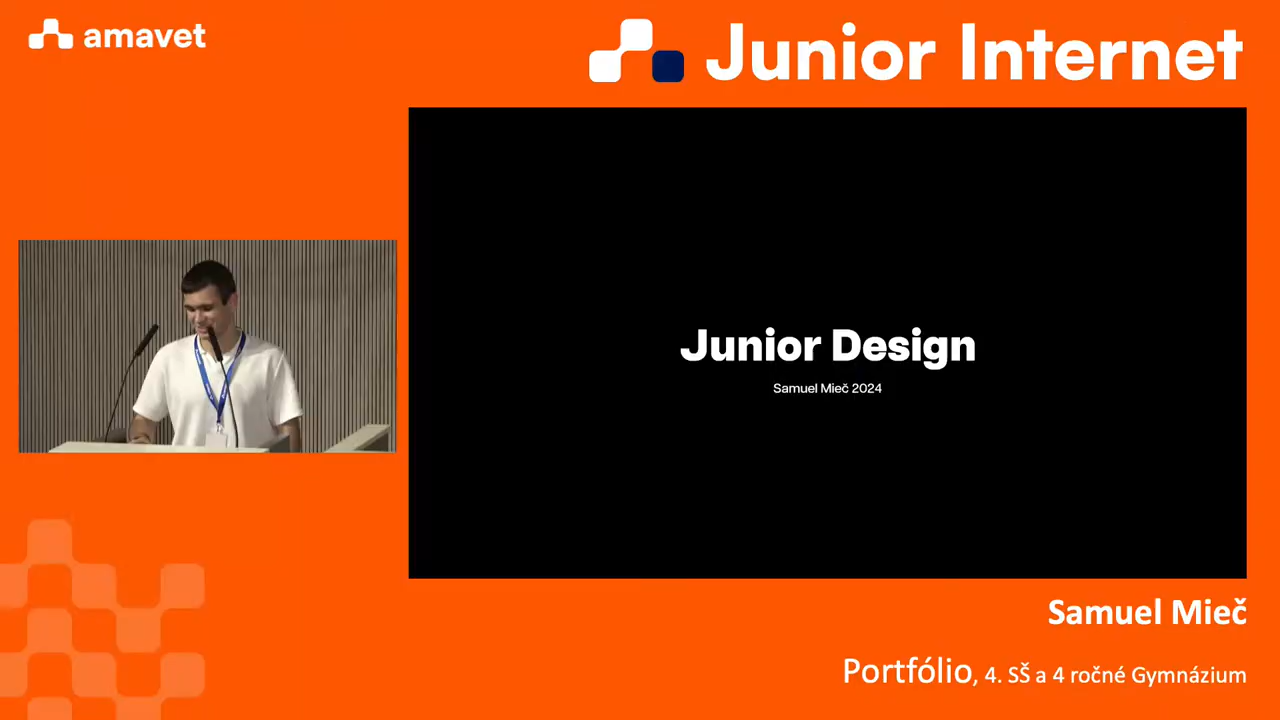 amavet
Junior Internet
Junior Design
Samuel Mieč 2024
Samuel Mieč
Portfólio, 4. SŠ a 4 ročné Gymnázium